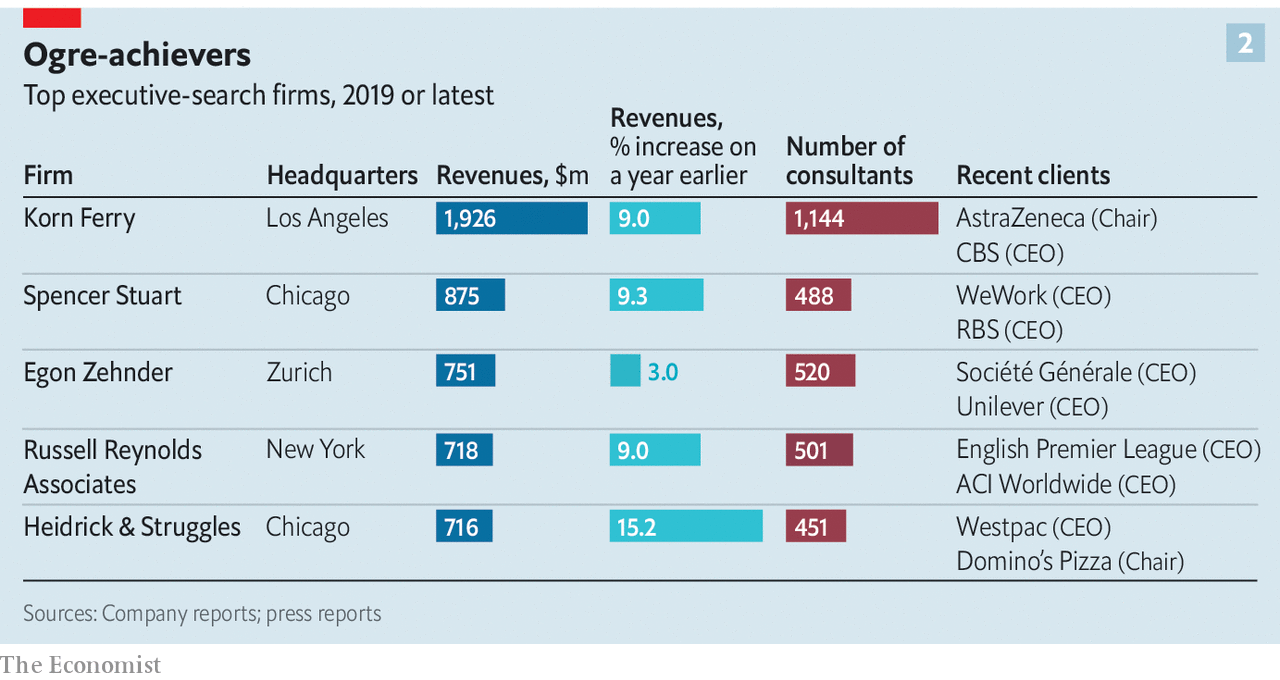 2
Ogre-achievers
Top executive-search firms, 2019 or latest
Firm
Headquarters
Revenues, $m
Revenues,
% increase on
a year earlier
Number of
consultants
Recent clients
Korn Ferry Los Angeles 1,926 9.0 1,144 AstraZeneca (Chair)
CBS (CEO)
Spencer Stuart Chicago 875 9.3 488 WeWork (CEO)
RBS (CEO)
Egon Zehnder Zurich 751 3.0 520 Société Générale (CEO)
Unilever (CEO)
Russell Reynolds New York 718 9.0 501 English Premier League (CEO)
Associates ACI Worldwide (CEO)
Heidrick & Struggles Chicago 716 15.2 451 Westpac (CEO)
Domino’s Pizza (Chair)
Sources: Company reports; press reports
The Economist